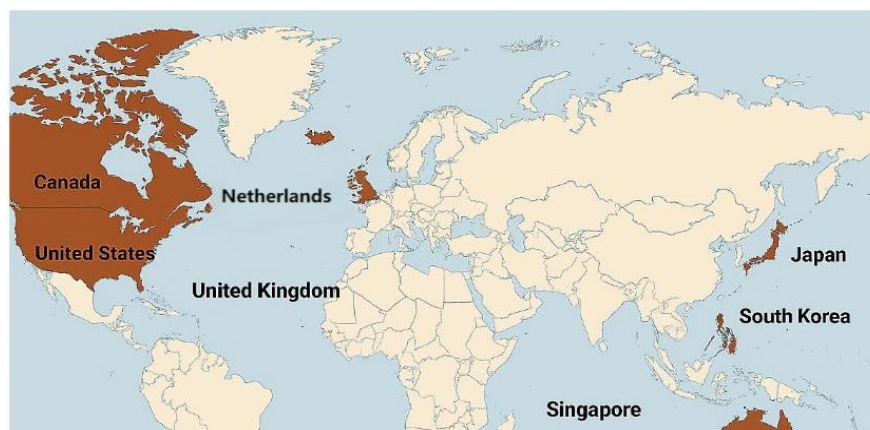 Canada
Netherlands
United States
Japan
United Kingdom
South Korea
Singapore